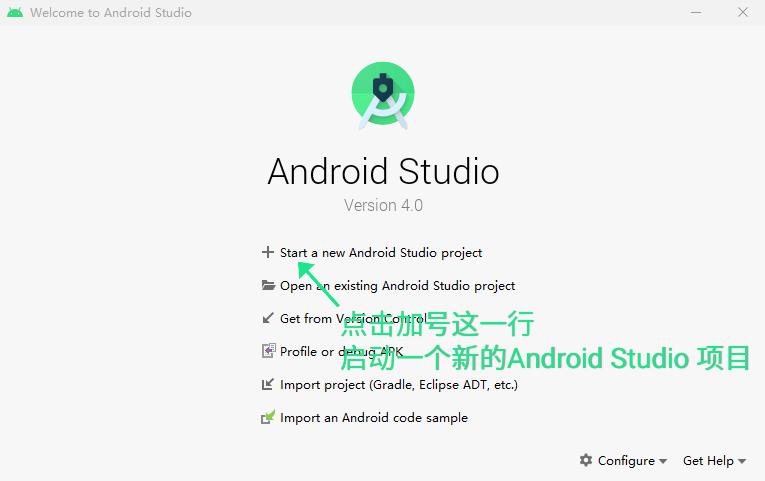 Welcome to Android Studio
Android Studio
Version 4.0
Start a new Android Studio project
Open an existing Android Studio project
Get from Version Control
点击加号这一行
Profile or debug APK
启动一个新的Android Studio 项目
Import project (Gradle, Eclipse ADT, etc.)
Import an Android code sample
Configure
Get Help